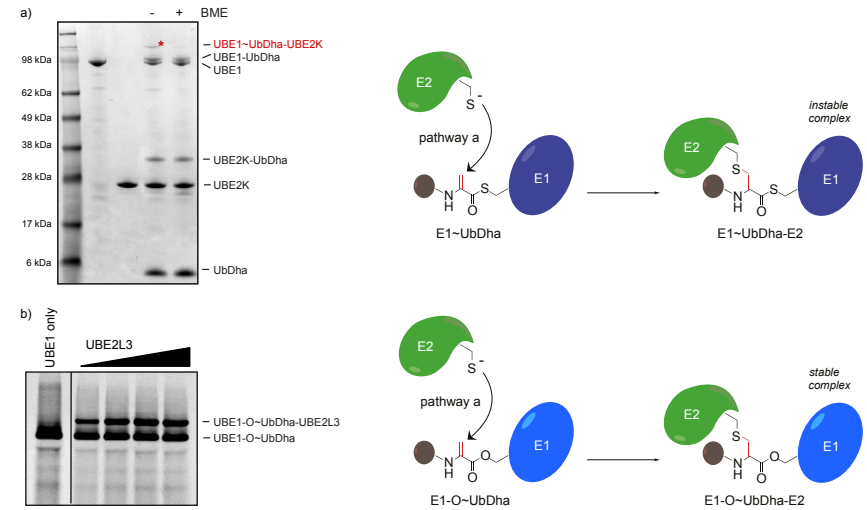 a)
- + BME
UBE1~UbDha-UBE2K
*
UBE1-UbDha
UBE1
98 kDa
62 kDa
49 kDa
38 kDa
28 kDa
17 kDa
6 kDa
UBE2K-UbDha
UBE2K
UbDha
E2
S -
pathway a
E1
N
H
O
S
E1~UbDha
instable
complex
E2
S
E1
N
H
O
S
E1~UbDha-E2
b)
UBE1 only
UBE2L3
UBE1-O~UbDha-UBE2L3
UBE1-O~UbDha
E2
S -
pathway a
E1
N
H
O
O
E1-O~UbDha
stable
complex
E2
S
E1
N
H
O
O
E1-O~UbDha-E2